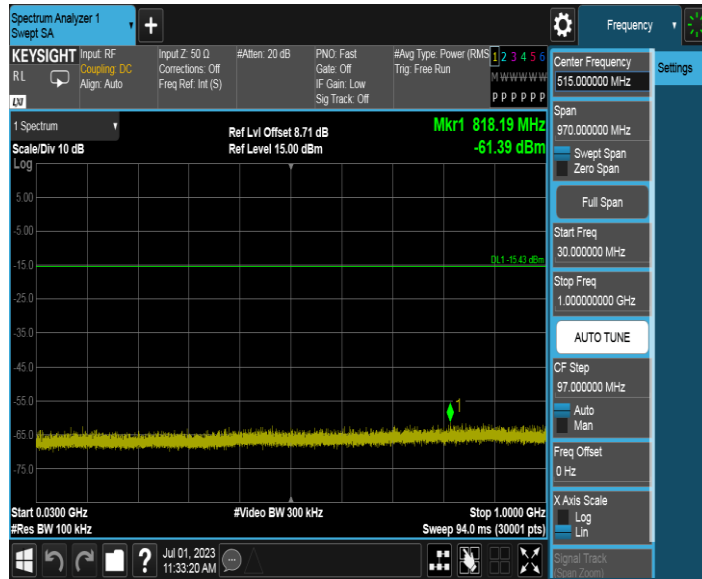 Spectrum Analyzer 1
Swept SA
+
Frequency
Settings
KEYSIGHT
RL
LXI
Input: RF
Coupling: DC
Align: Auto
Input Z: 50 Ω
Corrections: Off
Freq Ref: Int (S)
#Atten: 20 dB
PNO: Fast
Gate: Off
IF Gain: Low
Sig Track: Off
#Avg Type: Power (RMS
Trig: Free Run
1 2 3 4 5 6
M W W W W W
P P P P P P
1 Spectrum
Scale/Div 10 dB
Log
Ref Lvl Offset 8.71 dB
Ref Level 15.00 dBm
Mkr1 818.19 MHz
-61.39 dBm
5.00
-5.00
-15.0
-25.0
-35.0
-45.0
-55.0
-65.0
-75.0
DL1 -15.43 dBm
1
Start 0.0300 GHz
#Res BW 100 kHz
#Video BW 300 kHz
Stop 1.0000 GHz
Sweep 94.0 ms (30001 pts)
?
Jul 01, 2023
11:33:20 AM
Center Frequency
515.000000 MHz
Span
970.000000 MHz
Swept Span
Zero Span
Full Span
Start Freq
30.000000 MHz
Stop Freq
1.000000000 GHz
AUTO TUNE
CF Step
97.000000 MHz
Auto
Man
Freq Offset
0 Hz
X Axis Scale
Log
Lin
Signal Track
(Span Zoom)